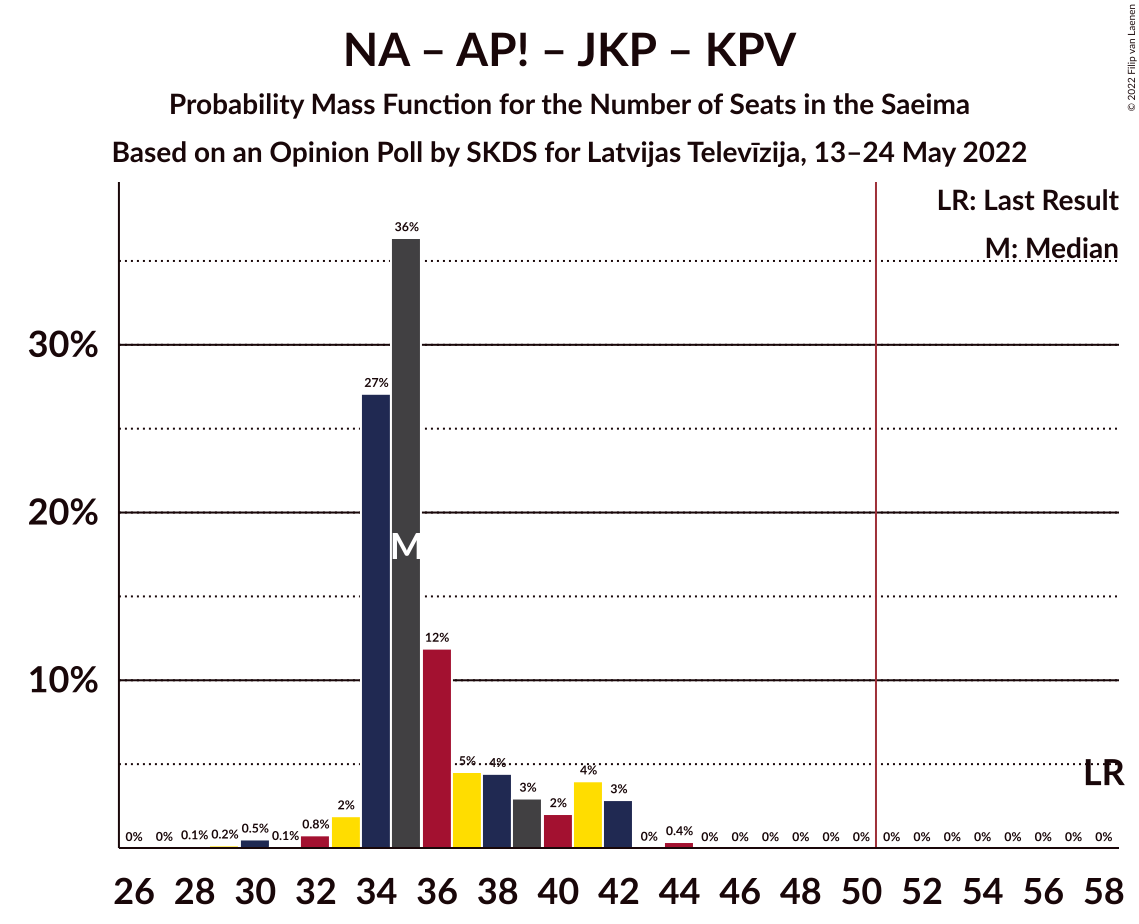 NA – AP! – JKP – KPV
Probability Mass Function for the Number of Seats in the Saeima
Based on an Opinion Poll by SKDS for Latvijas Televīzija, 13–24 May 2022
© 2022 Filip van Laenen
LR: Last Result
M: Median
36%
30%
27%
20%
M
12%
10%
5% 4% 4%
LR
3% 3%
2% 2%
0% 0% 0.1% 0.2% 0.5% 0.1% 0.8% 0% 0.4% 0% 0% 0% 0% 0% 0% 0% 0% 0% 0% 0% 0% 0% 0%
26 28 30 32 34 36 38 40 42 44 46 48 50 52 54 56 58